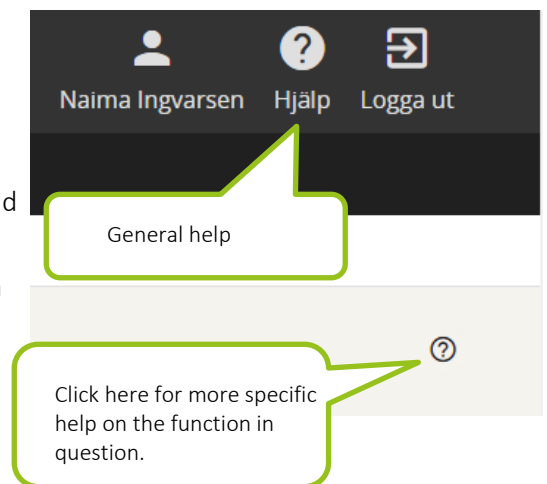 Naima Ingvarsen Hjälp Logga ut
d
General help
Click here for more specific
help on the function in
question.